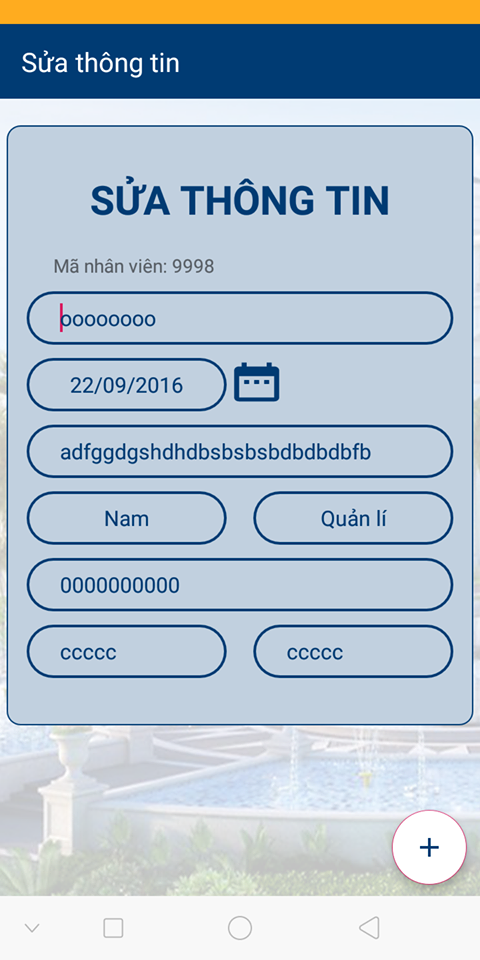 Sửa thông tin
SỬA THÔNG TIN
Mã nhân viên: 9998
oooooooo
22/09/2016
adfggdgshdhdbsbsbsbdbdbdbfb
Nam
Quản lí
0000000000
ccccc
ccccc